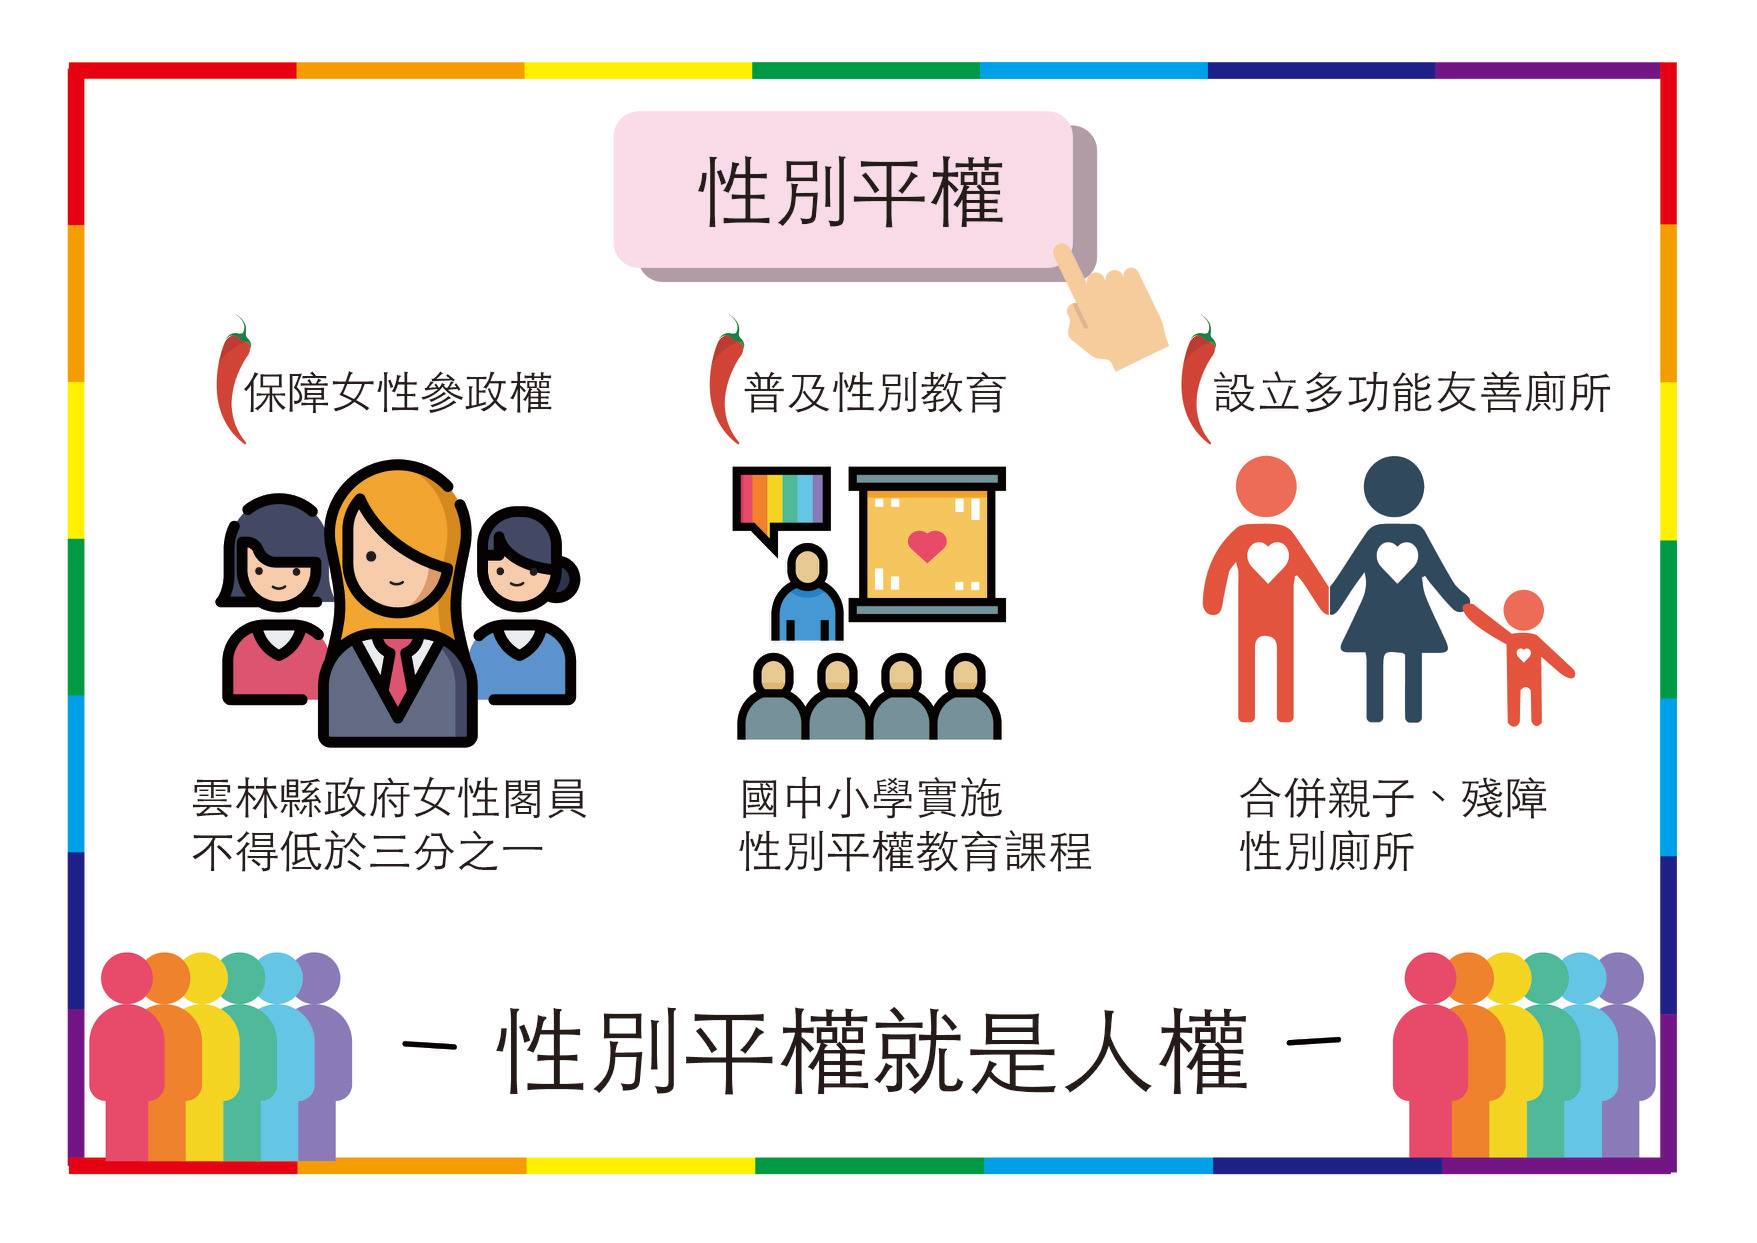 性別平權
保障女性參政權
普及性別教育
設立多功能友善廁所
雲林縣政府女性閣員
不得低於三分之一
國中小學實施
性別平權教育課程
合併親子、殘障
性別廁所
性別平權就是人權